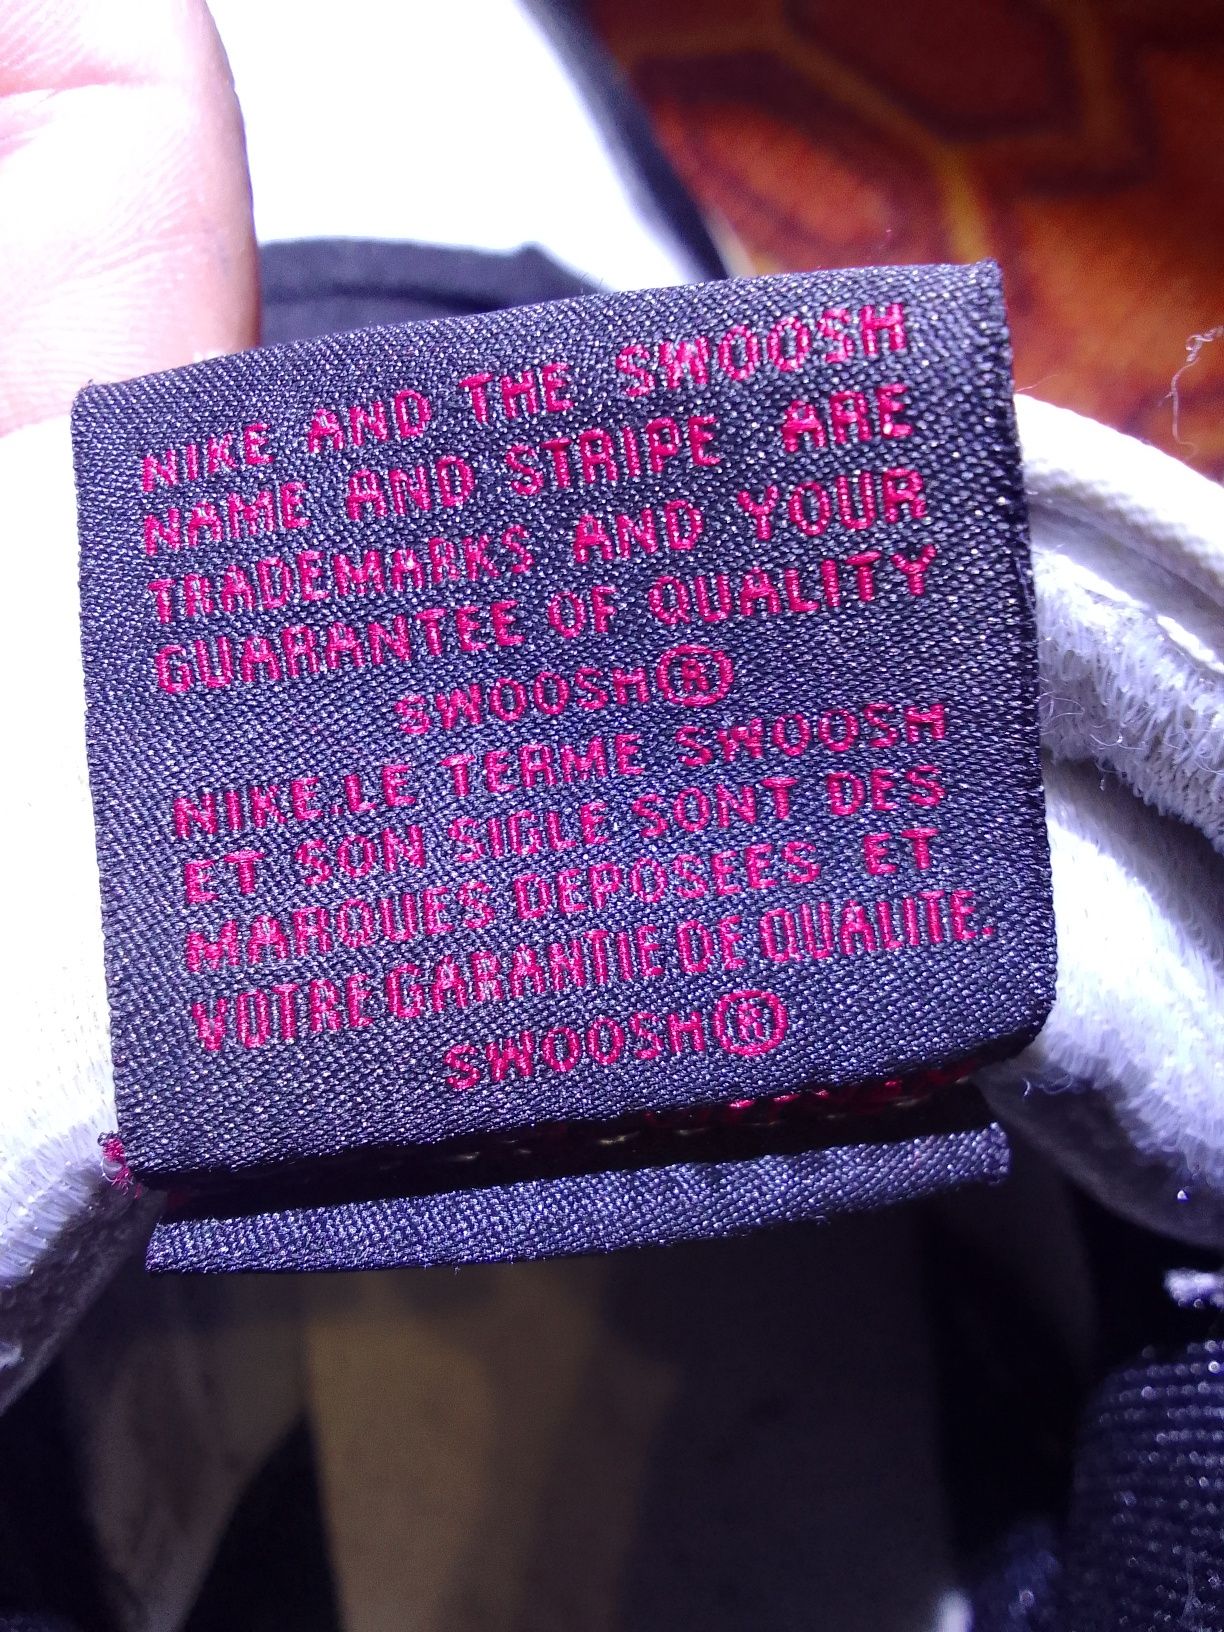 NIKE AND THE SWOOSH
NAME AND STRIPE ARE
TRADEMARKS AND YOUR
GUARANTEE OF QUALITY
SWOOSH®
NIKE.LE TERME SWOOSH
ET SON SIGLE SONT DES
MARQUES DEPOSEES ET
VOTRE GARANTIE DE QUALITE.
SWOOSH®